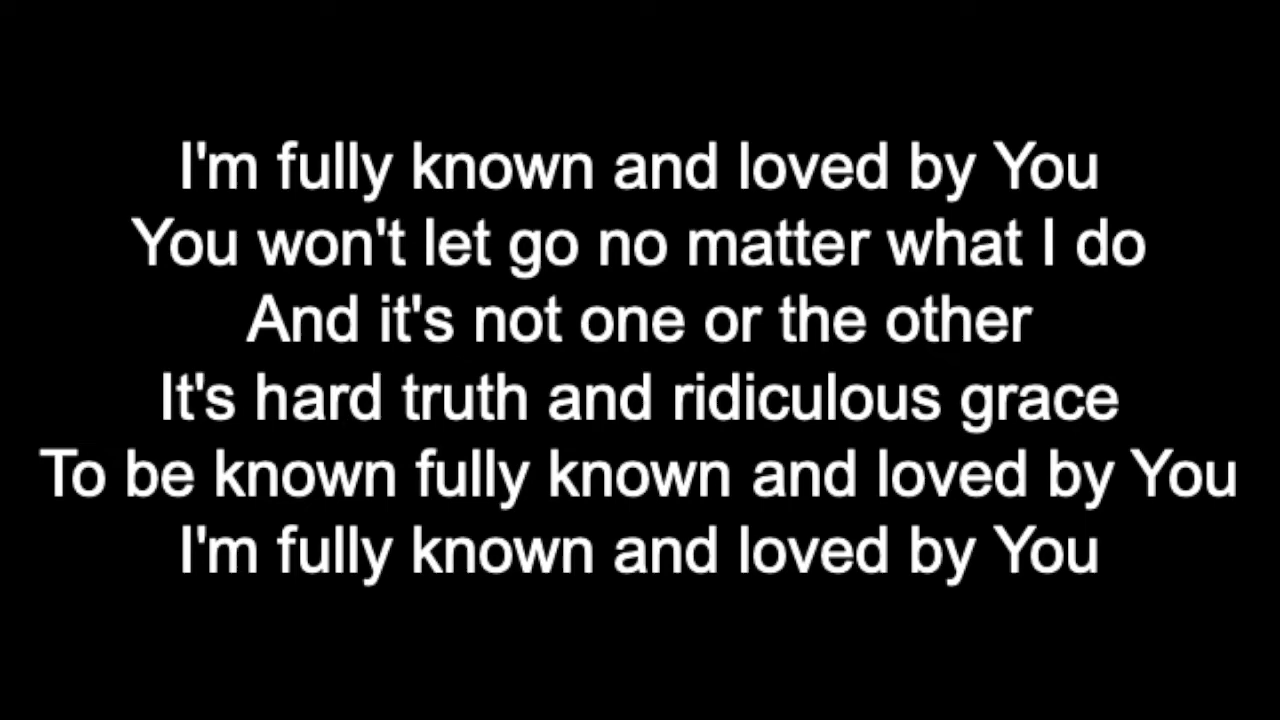 I'm fully known and loved by You
You won't let go no matter what I do
And it's not one or the other
It's hard truth and ridiculous grace
To be known fully known and loved by You
I'm fully known and loved by You